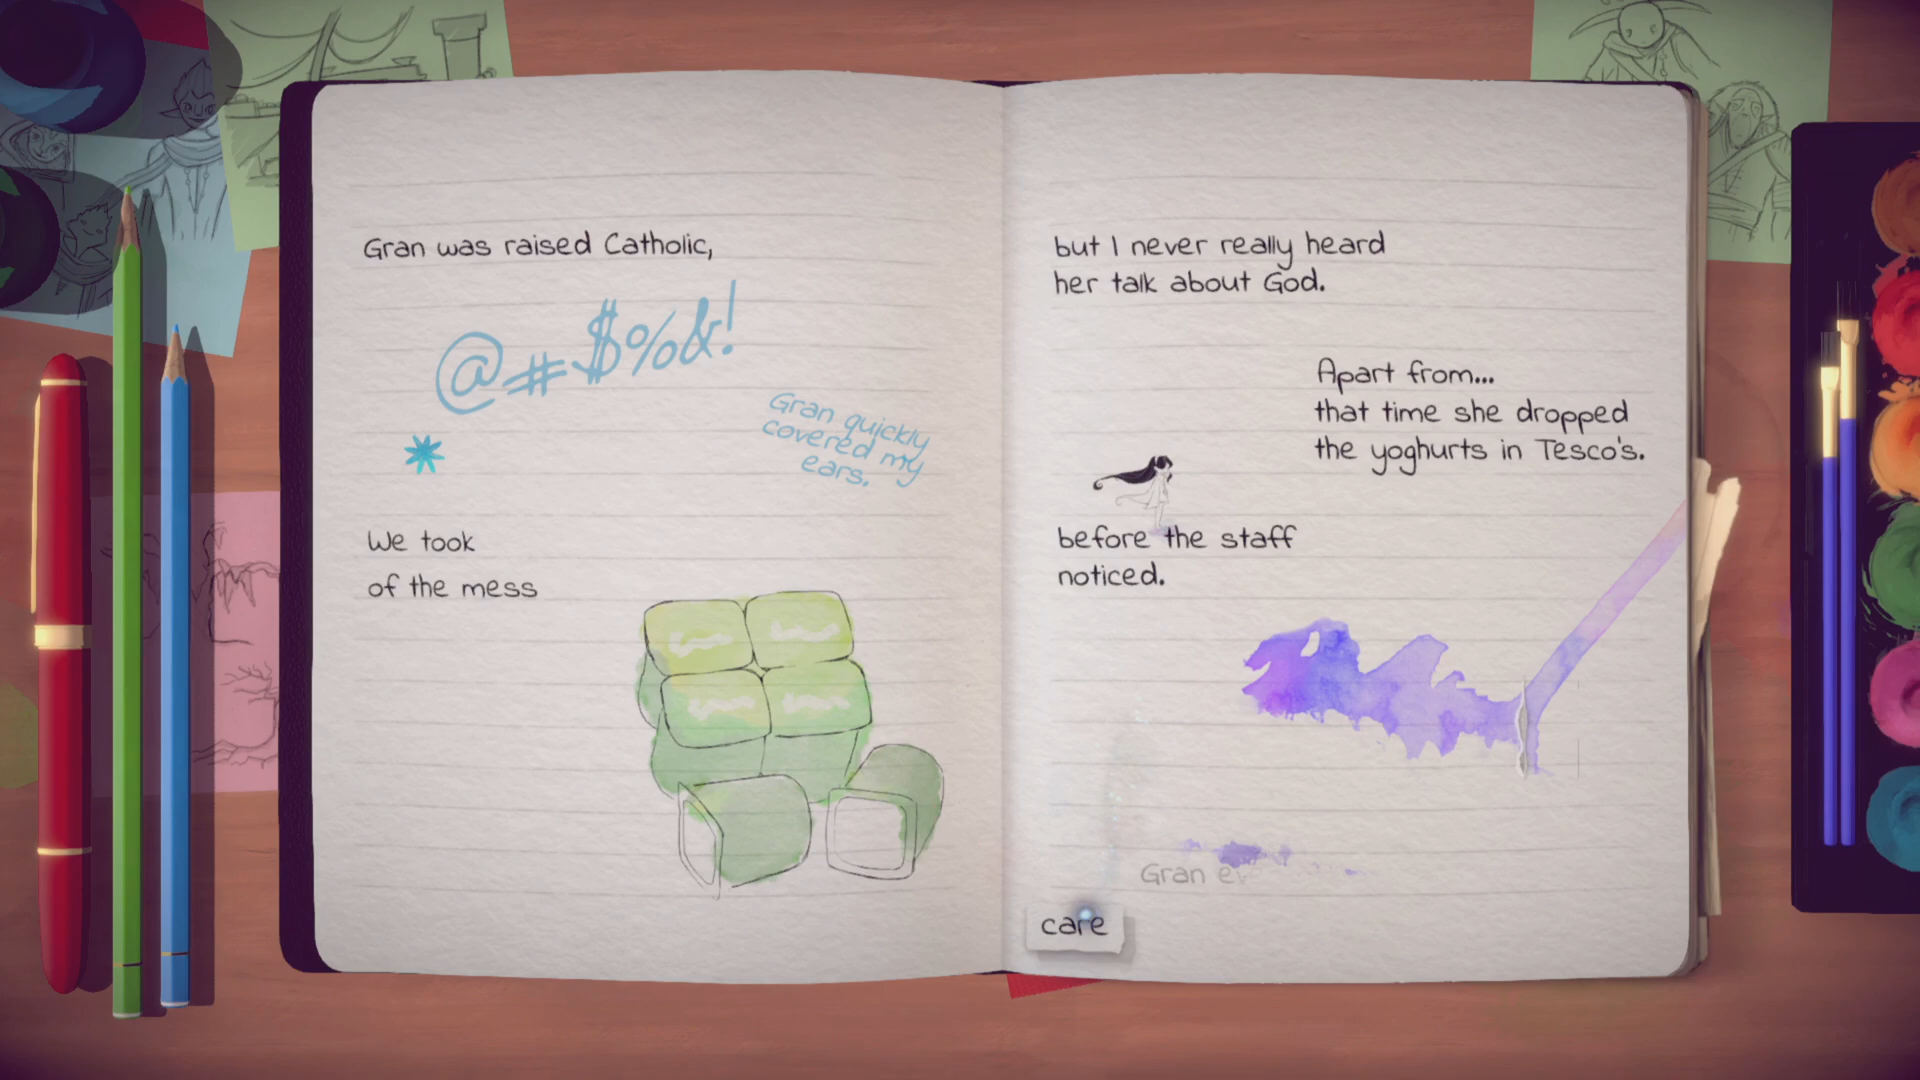 Gran was raised Catholic,
@#$%&!
Gran quickly
covered my
ears.
We took
of the mess
but I never really heard
her talk about God.
Apart from...
that time she dropped
the yoghurts in Tesco's.
before the staff
noticed.
Gran
care